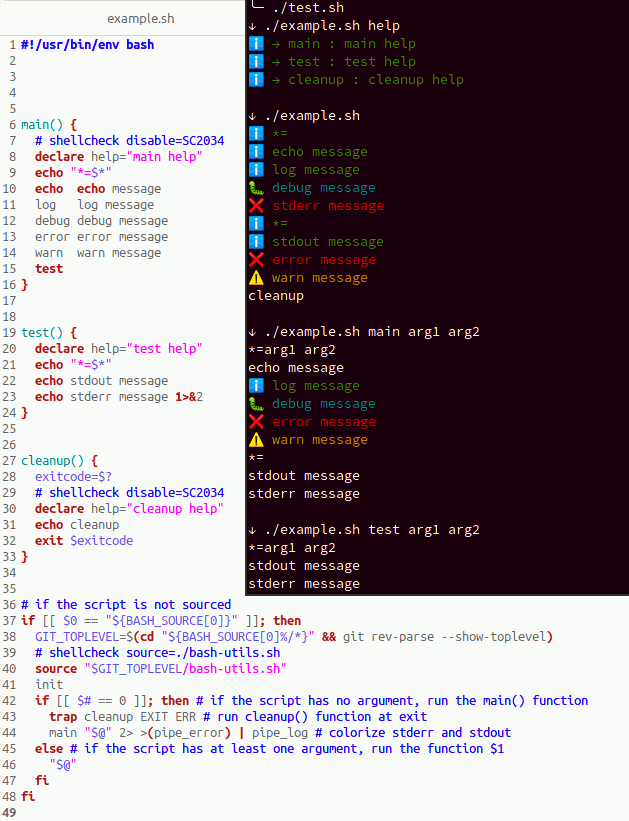 example.sh
1 #!/usr/bin/env bash
2
3
4
5
6 main() {
7   # shellcheck disable=SC2034
8   declare help="main help"
9   echo "*=$*"
10   echo  echo message
11   log   log message
12   debug debug message
13   error error message
14   warn  warn message
15   test
16 }
17
18
19 test() {
20   declare help="test help"
21   echo "*=$*"
22   echo stdout message
23   echo stderr message 1>&2
24 }
25
26
27 cleanup() {
28   exitcode=$?
29   # shellcheck disable=SC2034
30   declare help="cleanup help"
31   echo cleanup
32   exit $exitcode
33 }
34
35
36 # if the script is not sourced
37 if [[ $0 == "${BASH_SOURCE[0]}" ]]; then
38   GIT_TOPLEVEL=$(cd "${BASH_SOURCE[0]%/*}" && git rev-parse --show-toplevel)
39   # shellcheck source=./bash-utils.sh
40   source "$GIT_TOPLEVEL/bash-utils.sh"
41   init
42   if [[ $# == 0 ]]; then # if the script has no argument, run the main() function
43     trap cleanup EXIT ERR # run cleanup() function at exit
44     main "$@" 2> >(pipe_error) | pipe_log # colorize stderr and stdout
45   else # if the script has at least one argument, run the function $1
46     "$@"
47   fi
48 fi
49
╰─ ./test.sh
↓ ./example.sh help
ℹ️ → main : main help
ℹ️ → test : test help
ℹ️ → cleanup : cleanup help

↓ ./example.sh
ℹ️ *=
ℹ️ echo message
ℹ️ log message
🐛 debug message
❌ stderr message
ℹ️ *=
ℹ️ stdout message
❌ error message
⚠️ warn message
cleanup

↓ ./example.sh main arg1 arg2
*=arg1 arg2
echo message
ℹ️ log message
🐛 debug message
❌ error message
⚠️ warn message
*=
stdout message
stderr message

↓ ./example.sh test arg1 arg2
*=arg1 arg2
stdout message
stderr message